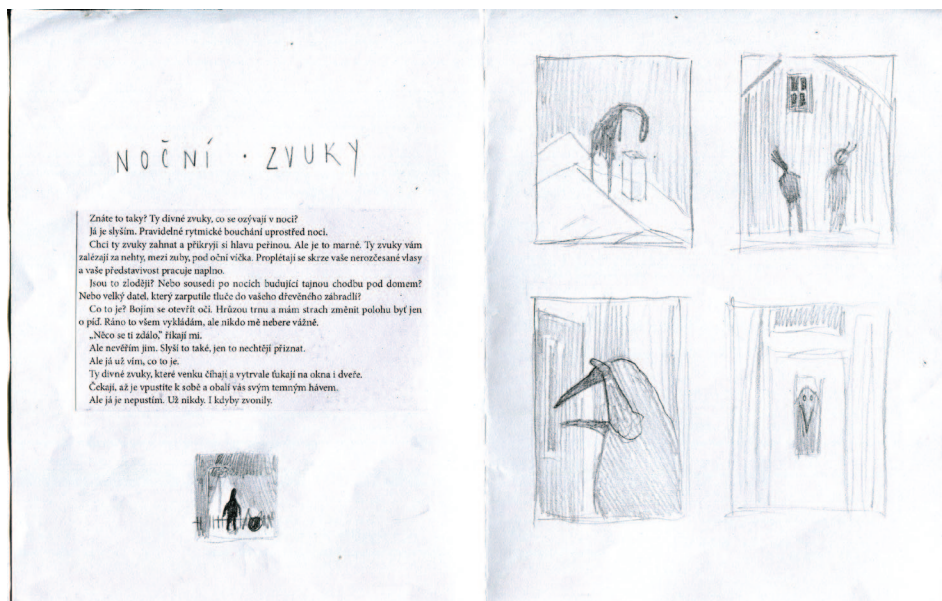 NOČNÍ · ZVUKY
Znáte to taky? Ty divné zvuky, co se ozývají v noci?
Já je slyším. Pravidelné rytmické bouchání uprostřed noci.
Chci ty zvuky zahnat a přikryji si hlavu peřinou. Ale je to marné. Ty zvuky vám
zalézají za nehty, mezi zuby, pod oční víčka. Proplétají se skrze vaše nerozčesané vlasy
a vaše představivost pracuje naplno.
Jsou to zloději? Nebo sousedi po nocích budující tajnou chodbu pod domem?
Nebo velký datel, který zarputile tluče do vašeho dřevěného zábradlí?
Co to je? Bojím se otevřít oči. Hrůzou trnu a mám strach změnit polohu byť jen
o píď. Ráno to všem vykládám, ale nikdo mě nebere vážně.
„Něco se ti zdálo,“ říkají mi.
Ale nevěřím jim. Slyší to také, jen to nechtějí přiznat.
Ale já už vím, co to je.
Ty divné zvuky, které venku číhají a vytrvale ťukají na okna i dveře.
Čekají, až je vpustíte k sobě a obalí vás svým temným hávem.
Ale já je nepustím. Už nikdy. I kdyby zvonily.